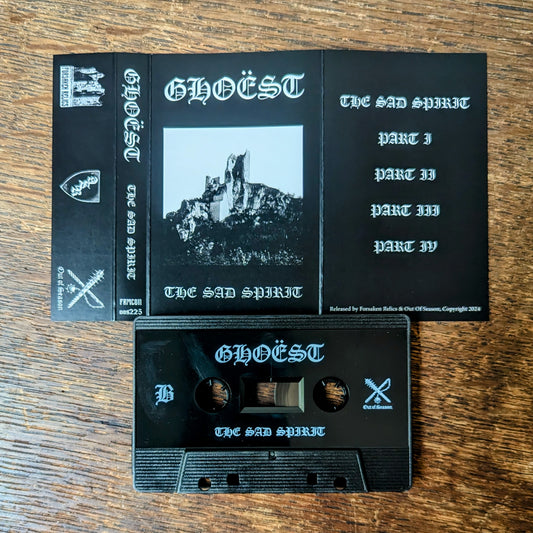 GHOËST
THE SAD SPIRIT
Out of Season
FRMC011
oos225
GHOËST
THE SAD SPIRIT
THE SAD SPIRIT
PART I
PART II
PART III
PART IV
Released by Forsaken Relics & Out Of Season, Copyright 2024
GHOËST
B
Out of Season
THE SAD SPIRIT